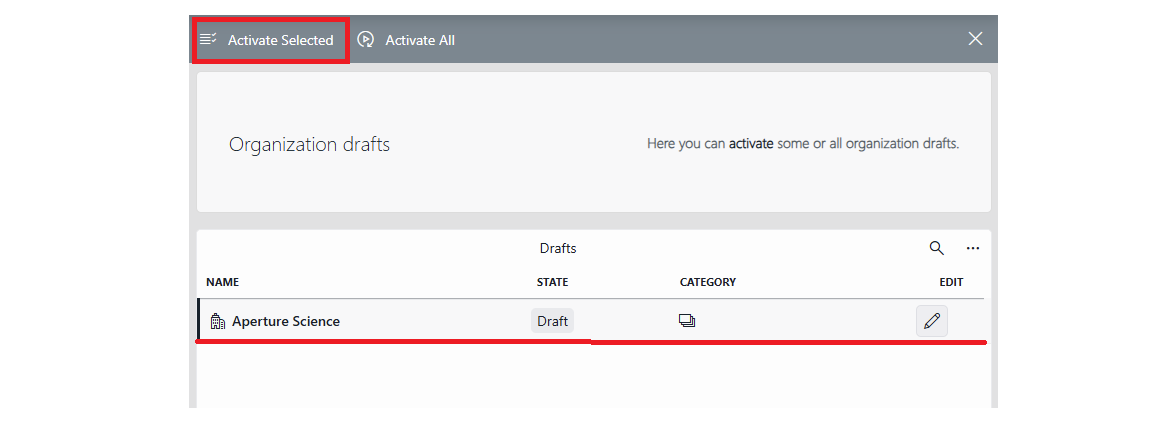 Activate Selected Activate All
Organization drafts Here you can activate some or all organization drafts.
Drafts
NAME STATE CATEGORY EDIT
Aperture Science Draft